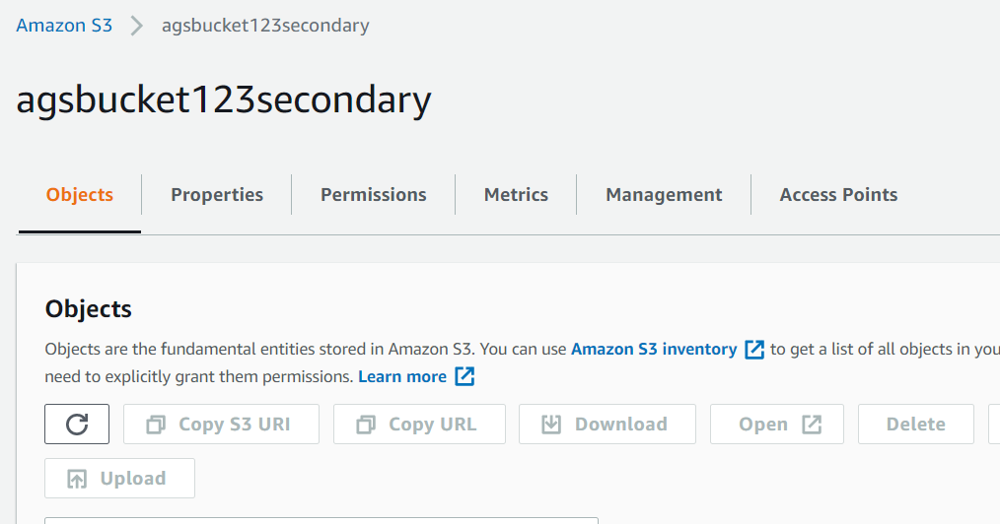 Amazon S3 > agsbucket123secondary
agsbucket123secondary
Objects Properties Permissions Metrics Management Access Points
Objects
Objects are the fundamental entities stored in Amazon S3. You can use Amazon S3 inventory to get a list of all objects in you
need to explicitly grant them permissions. Learn more
Copy S3 URI Copy URL Download Open Delete
Upload